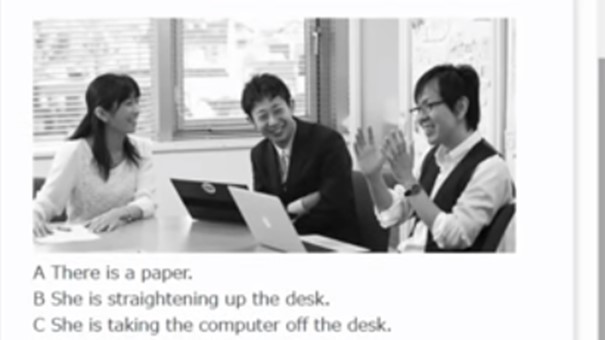 A There is a paper.
B She is straightening up the desk.
C She is taking the computer off the desk.